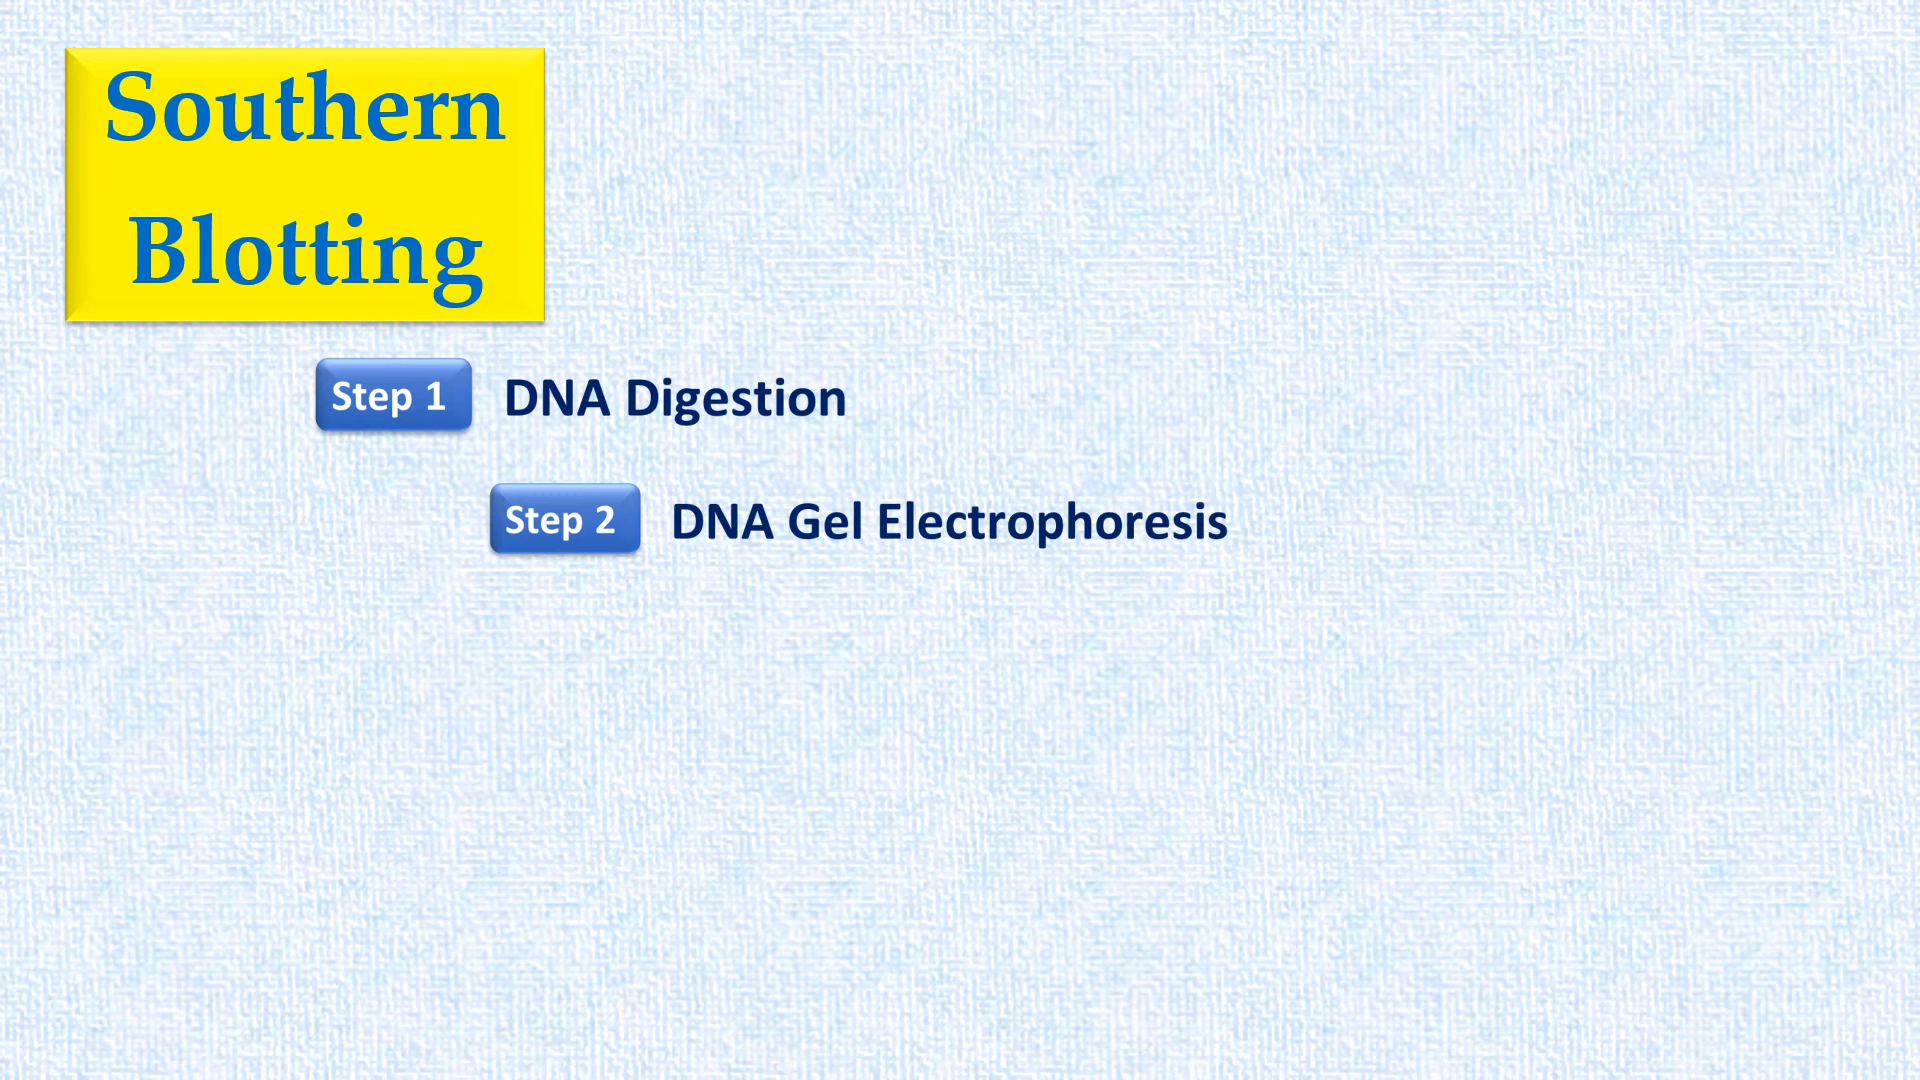 Southern
Blotting
Step 1 DNA Digestion
Step 2 DNA Gel Electrophoresis